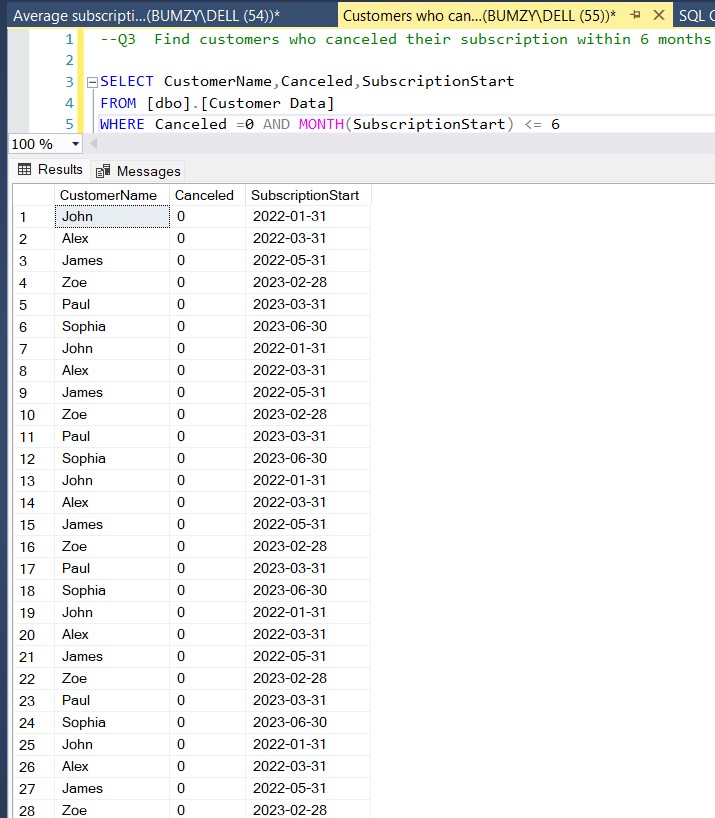 Average subscripti...(BUMZY\DELL (54))* Customers who can...(BUMZY\DELL (55))* SQL
1 --Q3 Find customers who canceled their subscription within 6 months
2
3 SELECT CustomerName,Canceled,SubscriptionStart
4 FROM [dbo].[Customer Data]
5 WHERE Canceled =0 AND MONTH(SubscriptionStart) <= 6
100 %
Results Messages
CustomerName Canceled SubscriptionStart
1 John 0 2022-01-31
2 Alex 0 2022-03-31
3 James 0 2022-05-31
4 Zoe 0 2023-02-28
5 Paul 0 2023-03-31
6 Sophia 0 2023-06-30
7 John 0 2022-01-31
8 Alex 0 2022-03-31
9 James 0 2022-05-31
10 Zoe 0 2023-02-28
11 Paul 0 2023-03-31
12 Sophia 0 2023-06-30
13 John 0 2022-01-31
14 Alex 0 2022-03-31
15 James 0 2022-05-31
16 Zoe 0 2023-02-28
17 Paul 0 2023-03-31
18 Sophia 0 2023-06-30
19 John 0 2022-01-31
20 Alex 0 2022-03-31
21 James 0 2022-05-31
22 Zoe 0 2023-02-28
23 Paul 0 2023-03-31
24 Sophia 0 2023-06-30
25 John 0 2022-01-31
26 Alex 0 2022-03-31
27 James 0 2022-05-31
28 Zoe 0 2023-02-28